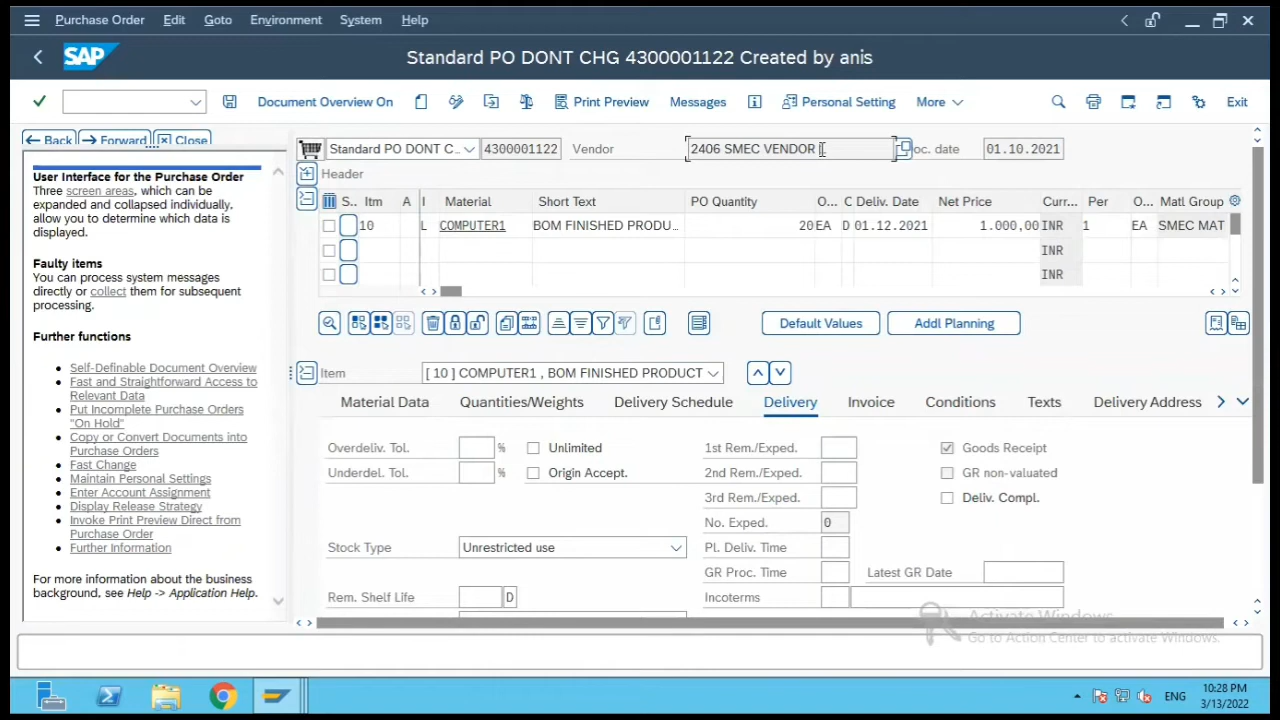 Purchase Order Edit Goto Environment System Help
SAP Standard PO DONT CHG 4300001122 Created by anis
Document Overview On Print Preview Messages Personal Setting More Exit
Back Forward Close
User Interface for the Purchase Order
Three screen areas, which can be
expanded and collapsed individually,
allow you to determine which data is
displayed.
Faulty items
You can process system messages
directly or collect them for subsequent
processing.
Further functions
Self-Definable Document Overview
Fast and Straightforward Access to
Relevant Data
Put Incomplete Purchase Orders
"On Hold"
Copy or Convert Documents into
Purchase Orders
Fast Change
Maintain Personal Settings
Enter Account Assignment
Display Release Strategy
Invoke Print Preview Direct from
Purchase Order
Further Information
For more information about the business
background, see Help -> Application Help.
Standard PO DONT C... 4300001122 Vendor 2406 SMEC VENDOR oc. date 01.10.2021
Header
S.. Itm A I Material Short Text PO Quantity O... C Deliv. Date Net Price Curr... Per O... Matl Group
10 L COMPUTER1 BOM FINISHED PRODU... 20 EA D 01.12.2021 1.000,00 INR 1 EA SMEC MAT
INR
INR
Default Values Addl Planning
Item [ 10 ] COMPUTER1 , BOM FINISHED PRODUCT
Material Data Quantities/Weights Delivery Schedule Delivery Invoice Conditions Texts Delivery Address
Overdeliv. Tol. % Unlimited 1st Rem./Exped. Goods Receipt
Underdel. Tol. % Origin Accept. 2nd Rem./Exped. GR non-valuated
3rd Rem./Exped. Deliv. Compl.
No. Exped. 0
Stock Type Unrestricted use Pl. Deliv. Time
GR Proc. Time Latest GR Date
Rem. Shelf Life D Incoterms
Activate Windows
Go to Action Center to activate Windows.
ENG 10:28 PM
3/13/2022